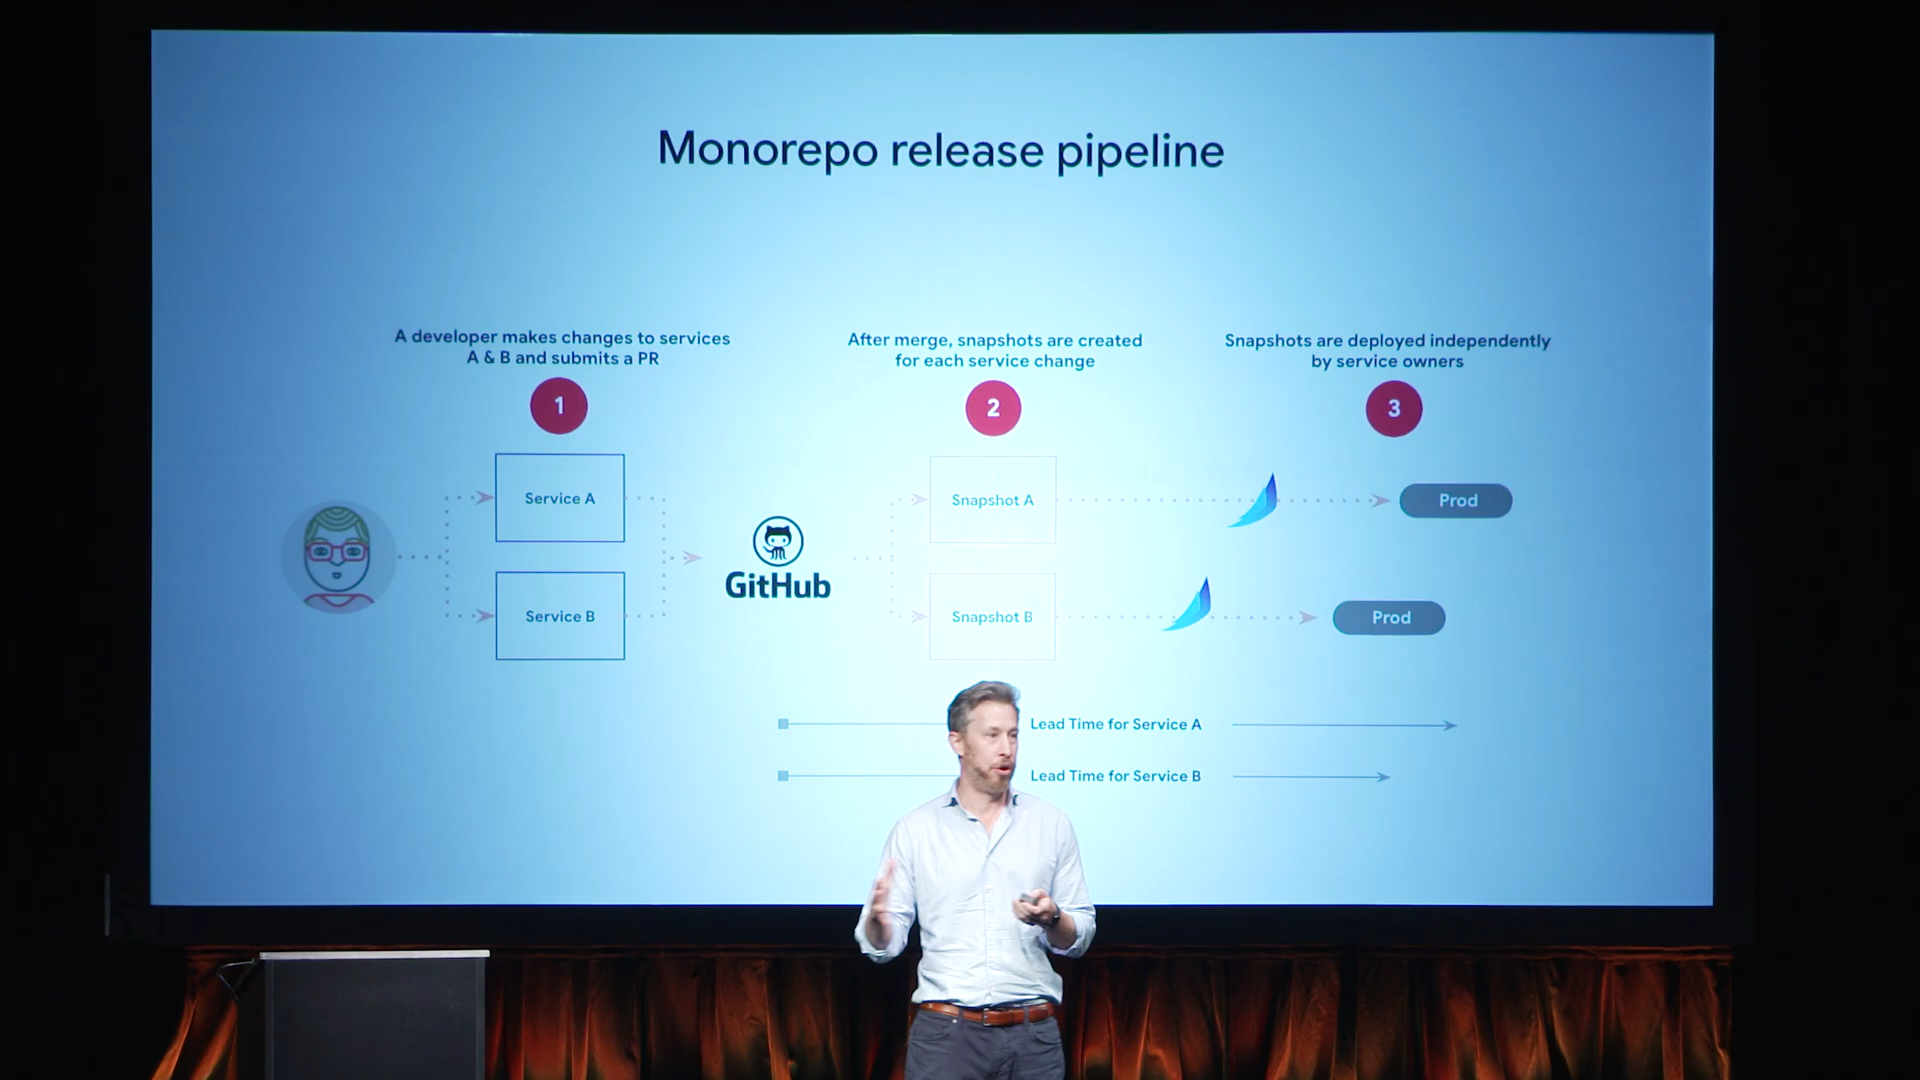 Monorepo release pipeline
A developer makes changes to services
A & B and submits a PR
1
After merge, snapshots are created
for each service change
2
Snapshots are deployed independently
by service owners
3
Service A
Service B
GitHub
Snapshot A
Snapshot B
Prod
Prod
Lead Time for Service A
Lead Time for Service B